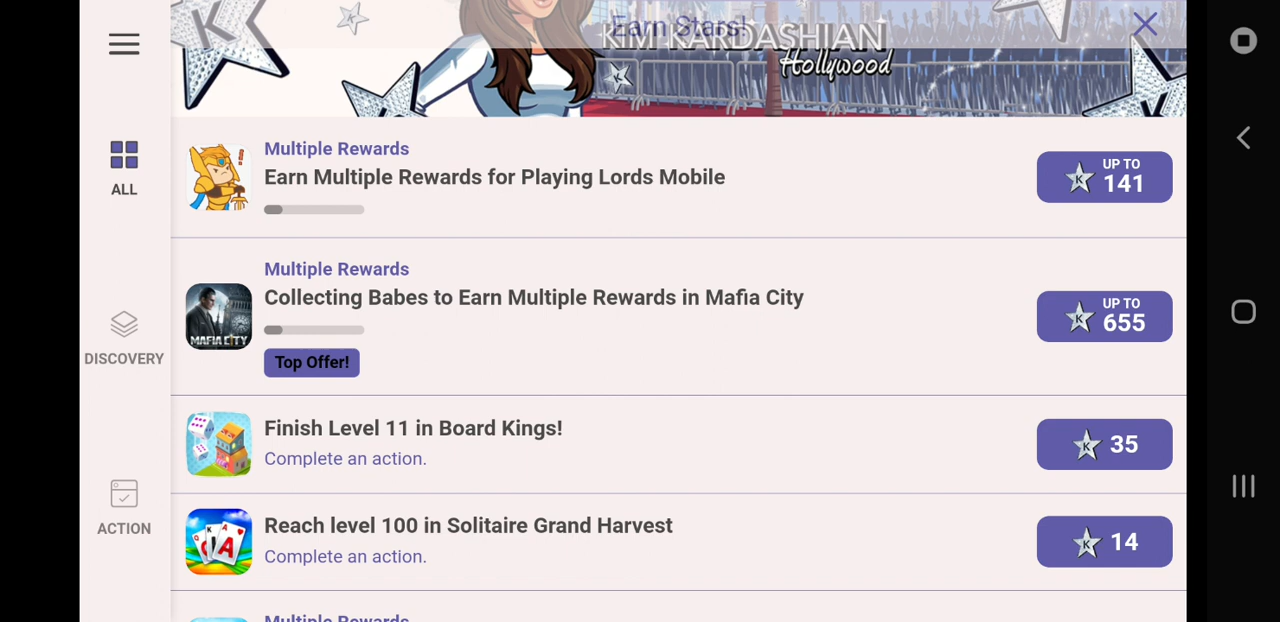 Earn Stars!
KIM KARDASHIAN
Hollywood
ALL
DISCOVERY
ACTION
Multiple Rewards
Earn Multiple Rewards for Playing Lords Mobile
UP TO
141
Multiple Rewards
Collecting Babes to Earn Multiple Rewards in Mafia City
MAFIA CITY
UP TO
655
Top Offer!
Finish Level 11 in Board Kings!
Complete an action.
35
Reach level 100 in Solitaire Grand Harvest
Complete an action.
14
Multiple Rewards